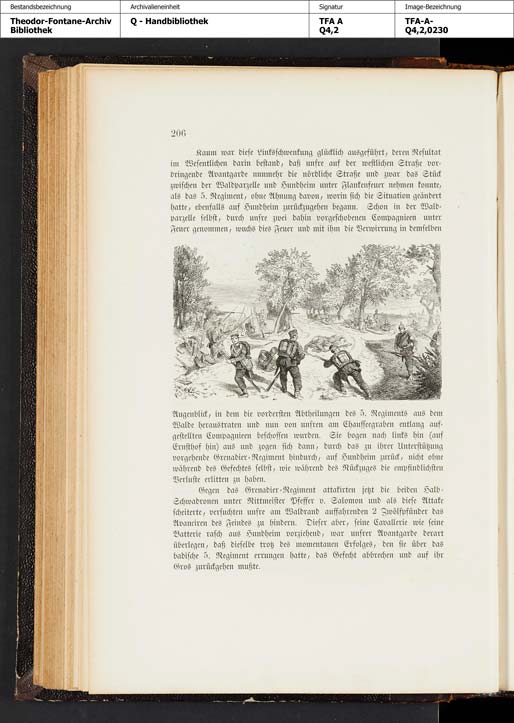 Bestandsbezeichnung
Archivalieneinheit
Signatur
Image-Bezeichnung
Theodor-Fontane-Archiv
Bibliothek
Q - Handbibliothek
TFA A
Q4,2
TFA-A-
Q4,2,0230
206
Kaum war diese Linksschwenkung glücklich ausgeführt, deren Resultat
im Wesentlichen darin bestand, daß unsre auf der westlichen Straße vor-
dringende Avantgarde nunmehr die nördliche Straße und zwar das Stück
zwischen der Waldparzelle und Hundheim unter Flankenfeuer nehmen konnte,
als das 5. Regiment, ohne Ahnung davon, worin sich die Situation geändert
hatte, ebenfalls auf Hundheim zurückzugehen begann. Schon in der Wald-
parzelle selbst, durch unsre zwei dahin vorgeschobenen Compagnieen unter
Feuer genommen, wuchs dies Feuer und mit ihm die Verwirrung in demselben
Augenblick, in dem die vordersten Abtheilungen des 5. Regiments aus dem
Walde heraustraten und nun von unsren am Chausseegraben entlang auf-
gestellten Compagnieen beschossen wurden. Sie bogen nach links hin (auf
Ernsthof hin) aus und zogen sich dann, durch das zu ihrer Unterstützung
vorgehende Grenadier-Regiment hindurch, auf Hundheim zurück, nicht ohne
während des Gefechts selbst, wie während des Rückzuges die empfindlichsten
Verluste erlitten zu haben.
Gegen das Grenadier-Regiment attakirten jetzt die beiden Halb-
Schwadronen unter Rittmeister Pfeffer v. Salomon und als diese Attake
scheiterte, versuchten unsre am Waldrand auffahrenden 2 Zwölfpfünder das
Avanciren des Feindes zu hindern. Dieser aber, seine Cavallerie wie seine
Batterie rasch aus Hundheim vorziehend, war unsrer Avantgarde derart
überlegen, daß dieselbe trotz des momentanen Erfolges, den sie über das
badische 5. Regiment errungen hatte, das Gefecht abbrechen und auf ihr
Gros zurückgehen mußte.